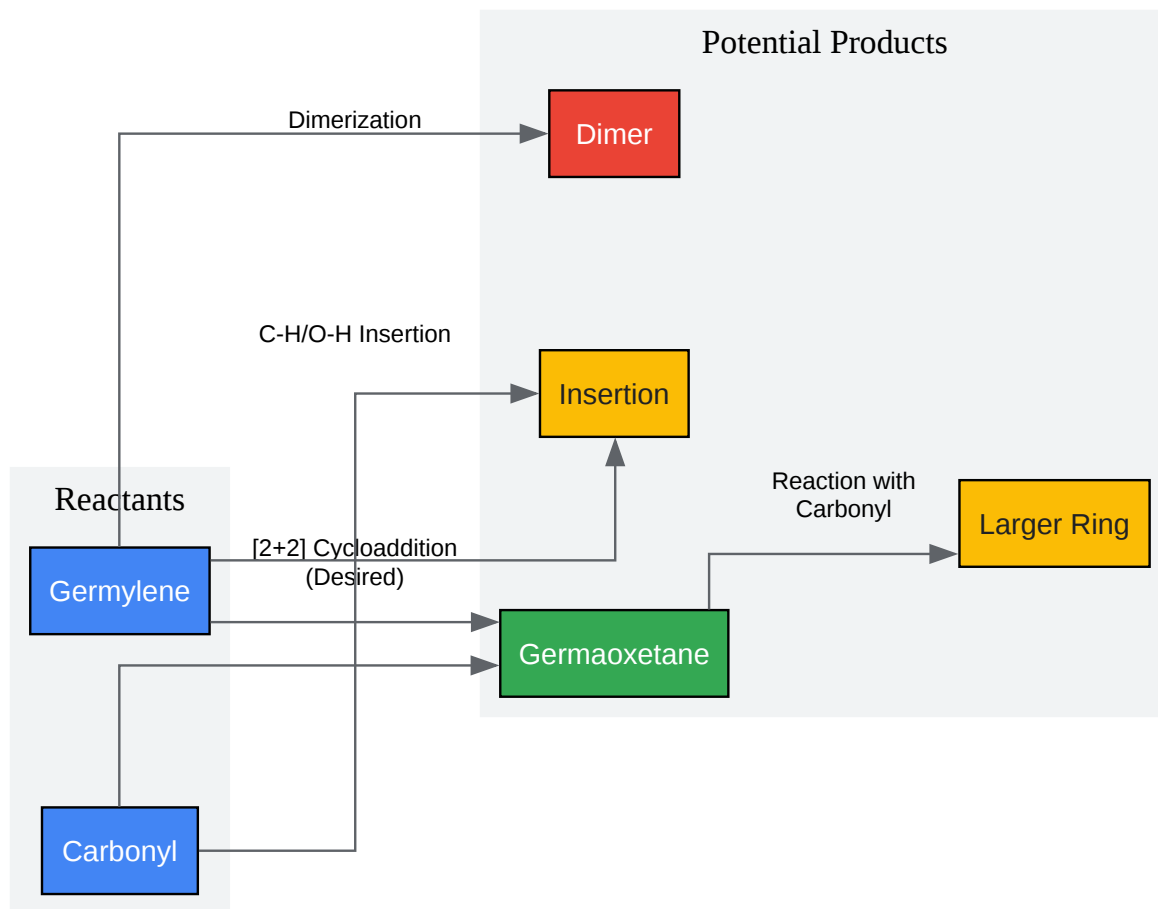 Potential Products
Dimerization
Dimer
C-H/O-H Insertion
Insertion
Reactants
Reaction with
Carbonyl
Larger Ring
[2+2] Cycloaddition
(Desired)
Germylene
Germaoxetane
Carbonyl